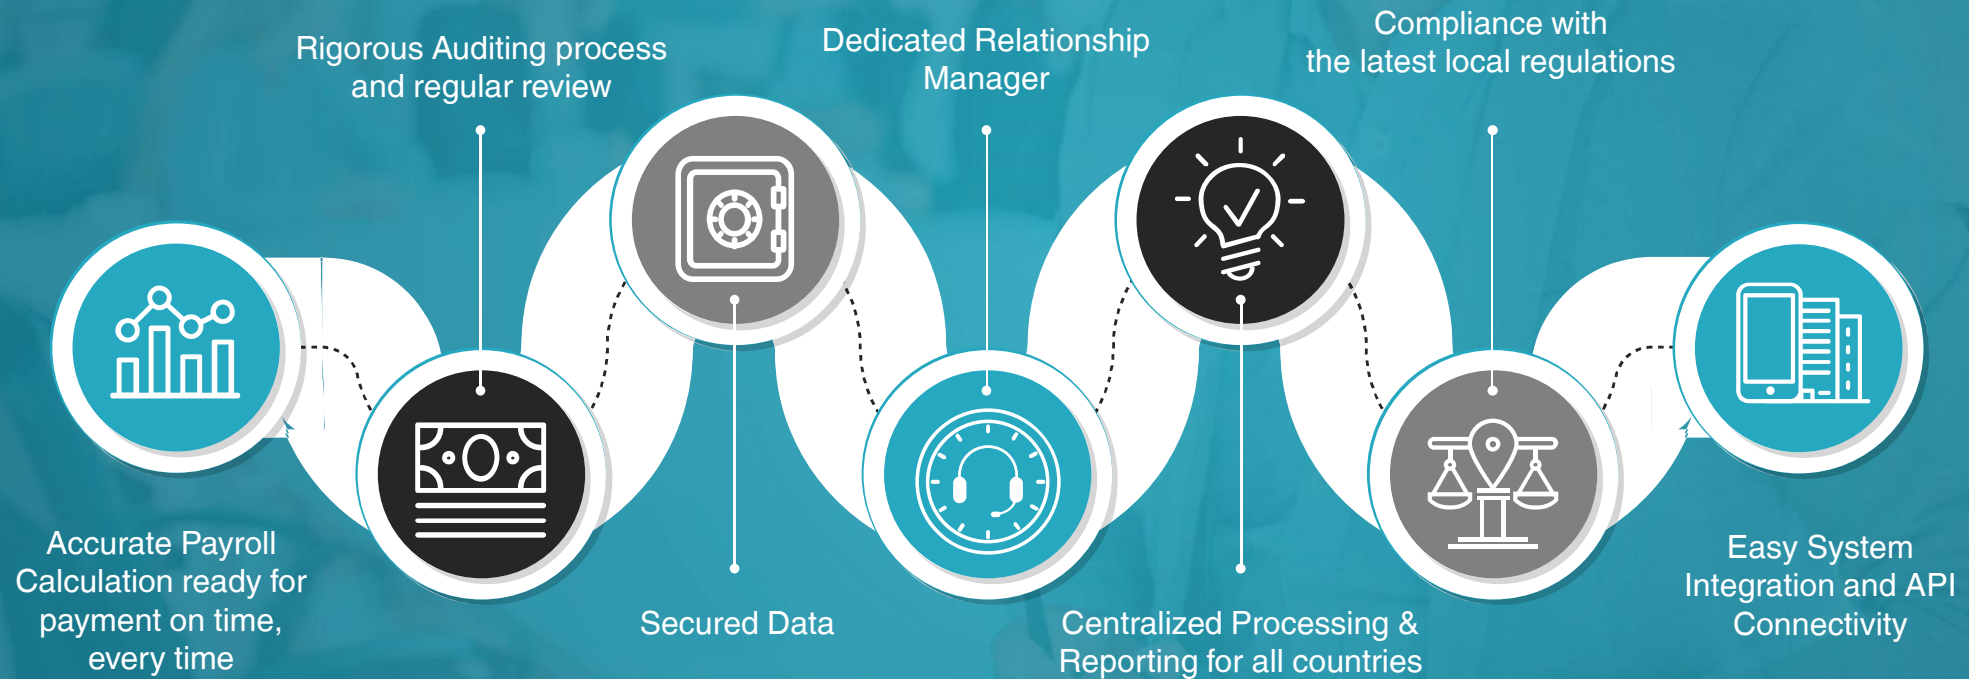 Accurate Payroll
Calculation ready for
payment on time,
every time
Rigorous Auditing process
and regular review
Secured Data
Dedicated Relationship
Manager
Centralized Processing &
Reporting for all countries
Compliance with
the latest local regulations
Easy System
Integration and API
Connectivity